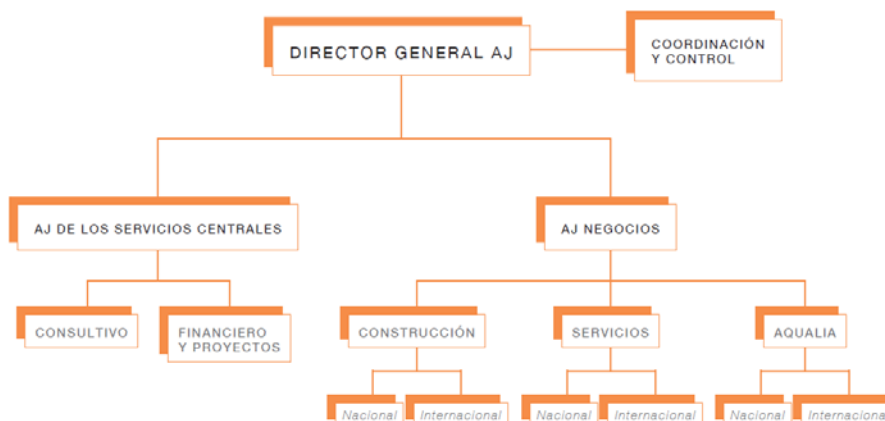 DIRECTOR GENERAL AJ
COORDINACIÓN
Y CONTROL
AJ DE LOS SERVICIOS CENTRALES
AJ NEGOCIOS
CONSULTIVO
FINANCIERO
Y PROYECTOS
CONSTRUCCIÓN
SERVICIOS
AQUALIA
Nacional
Internacional
Nacional
Internacional
Nacional
Internacional